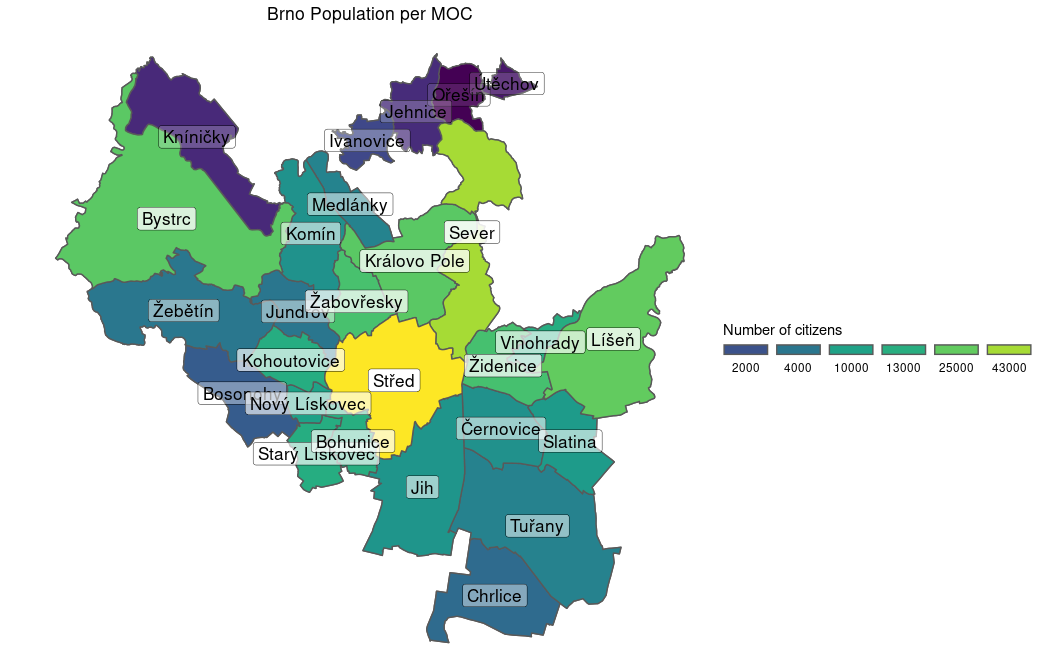 Brno Population per MOC
Útěchov
Ořešín
Jehnice
Kníničky
Ivanovice
Medlánky
Bystrc
Sever
Komín
Královo Pole
Žabovřesky
Žebětín
Jundrov
Number of citizens
Vinohrady
Líšeň
Kohoutovice
Židenice
2000 4000 10000 13000 25000 43000
Střed
Bosonohy
Nový Lískovec
Černovice
Bohunice
Slatina
Starý Lískovec
Jih
Tuřany
Chrlice